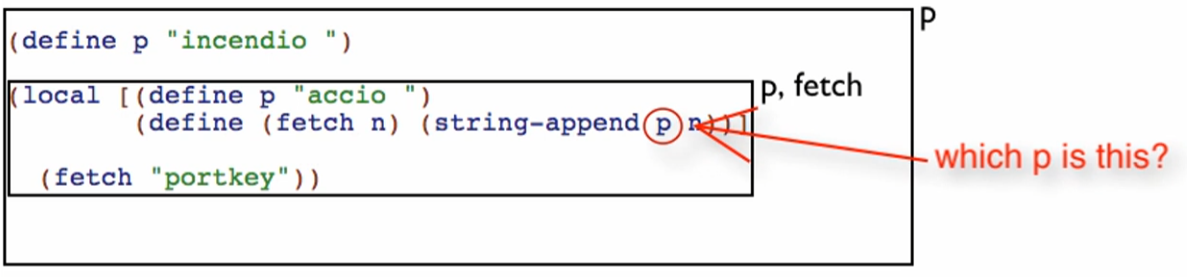 p
(define p "incendio ")
(local [(define p "accio ")
p, fetch
(define (fetch n) (string-append p n))]
which p is this?
(fetch "portkey"))